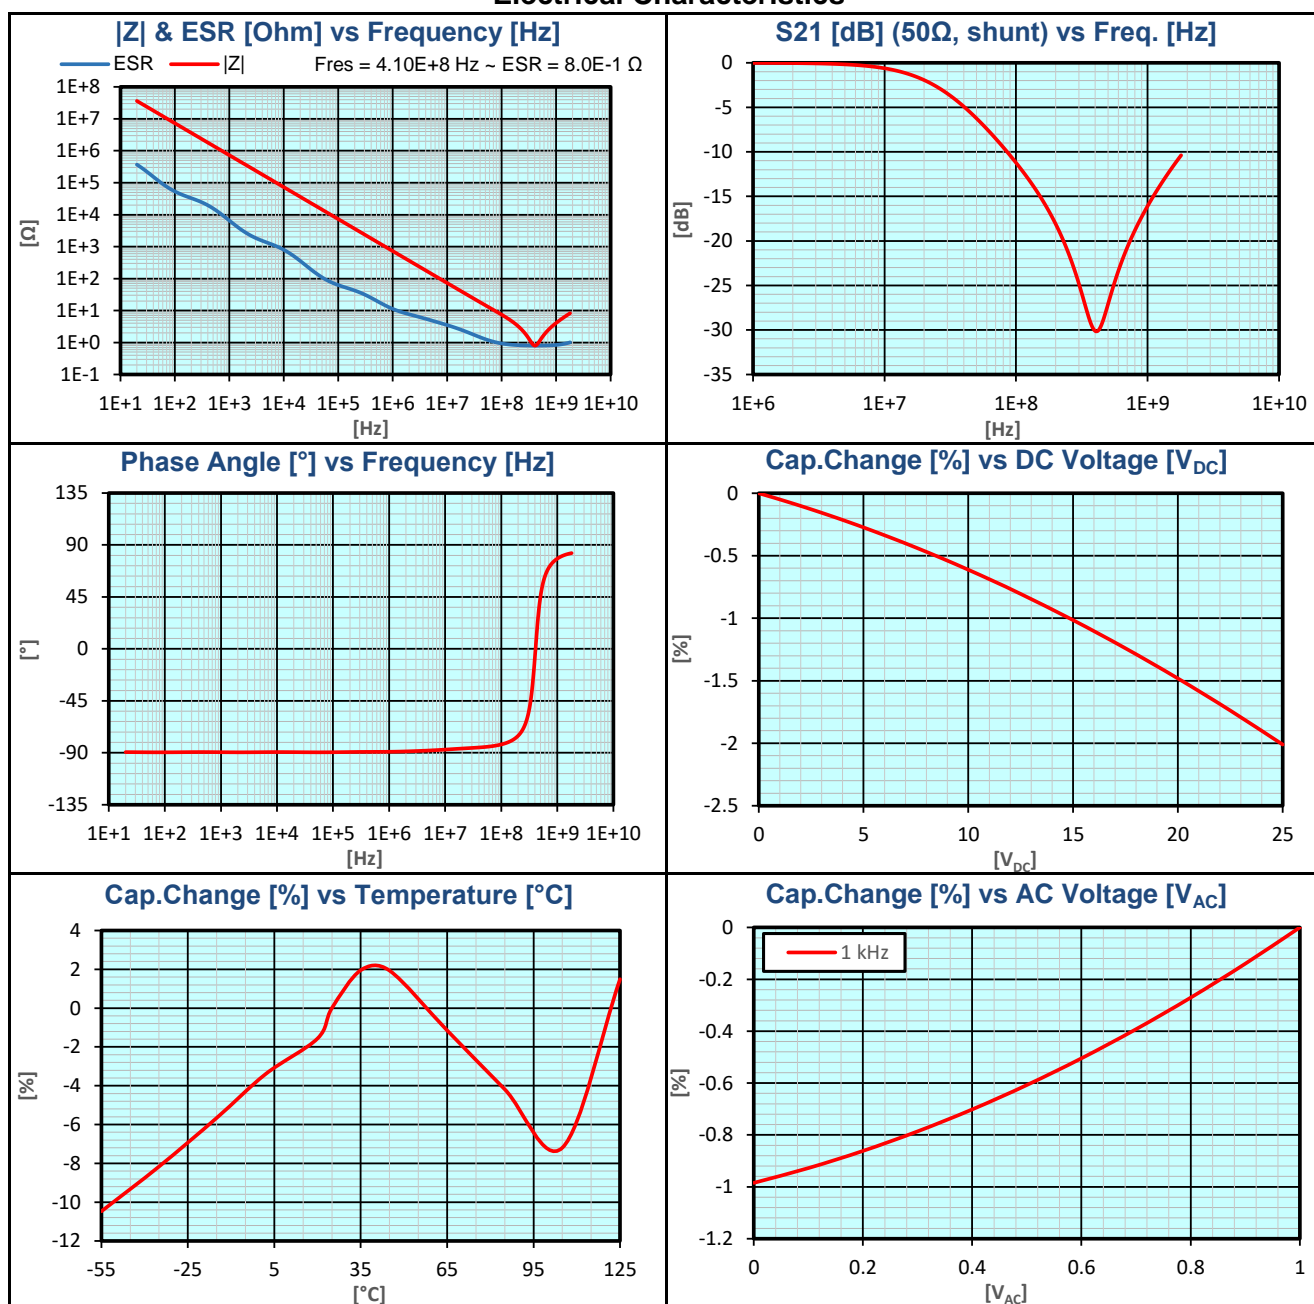 Electrical Characteristics
|Z| & ESR [Ohm] vs Frequency [Hz]
ESR |Z| Fres = 4.10E+8 Hz ~ ESR = 8.0E-1 Ω
1E+8
1E+7
1E+6
1E+5
1E+4
1E+3
1E+2
1E+1
1E+0
1E-1
[Ω]
1E+1 1E+2 1E+3 1E+4 1E+5 1E+6 1E+7 1E+8 1E+9 1E+10
[Hz]
S21 [dB] (50Ω, shunt) vs Freq. [Hz]
0
-5
-10
-15
-20
-25
-30
-35
[dB]
1E+6 1E+7 1E+8 1E+9 1E+10
[Hz]
Phase Angle [°] vs Frequency [Hz]
135
90
45
0
-45
-90
-135
[°]
1E+1 1E+2 1E+3 1E+4 1E+5 1E+6 1E+7 1E+8 1E+9 1E+10
[Hz]
Cap.Change [%] vs DC Voltage [VDC]
0
-0.5
-1
-1.5
-2
-2.5
[%]
0 5 10 15 20 25
[VDC]
Cap.Change [%] vs Temperature [°C]
4
2
0
-2
-4
-6
-8
-10
-12
[%]
-55 -25 5 35 65 95 125
[°C]
Cap.Change [%] vs AC Voltage [VAC]
1 kHz
0
-0.2
-0.4
-0.6
-0.8
-1
-1.2
[%]
0 0.2 0.4 0.6 0.8 1
[VAC]